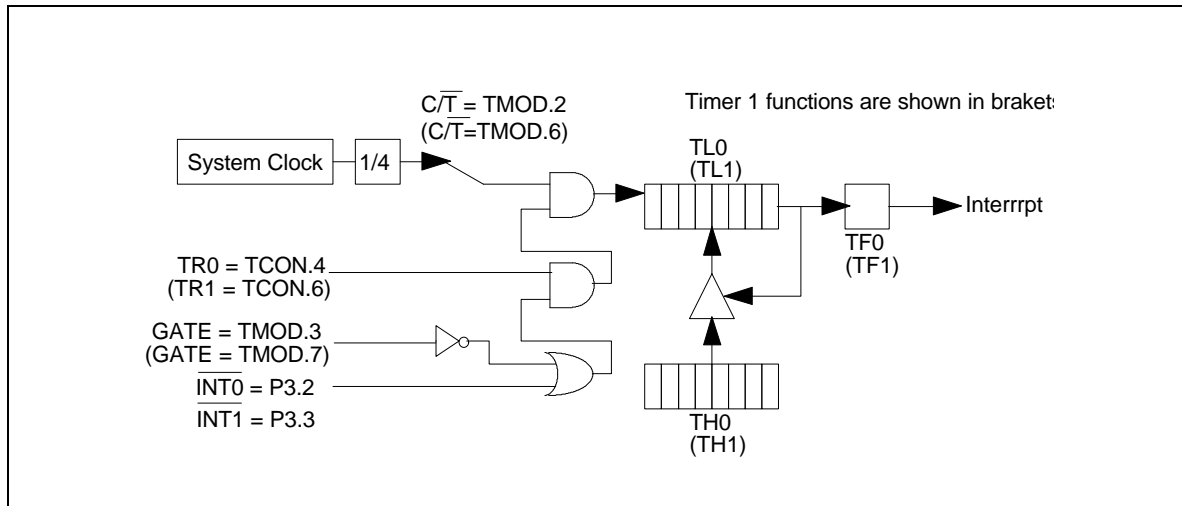 C/T̅ = TMOD.2
(C/T̅=TMOD.6)
Timer 1 functions are shown in brakets
System Clock
1/4
TL0
(TL1)
Interrrpt
TF0
(TF1)
TR0 = TCON.4
(TR1 = TCON.6)
GATE = TMOD.3
(GATE = TMOD.7)
I̅N̅T̅0̅ = P3.2
I̅N̅T̅1̅ = P3.3
TH0
(TH1)